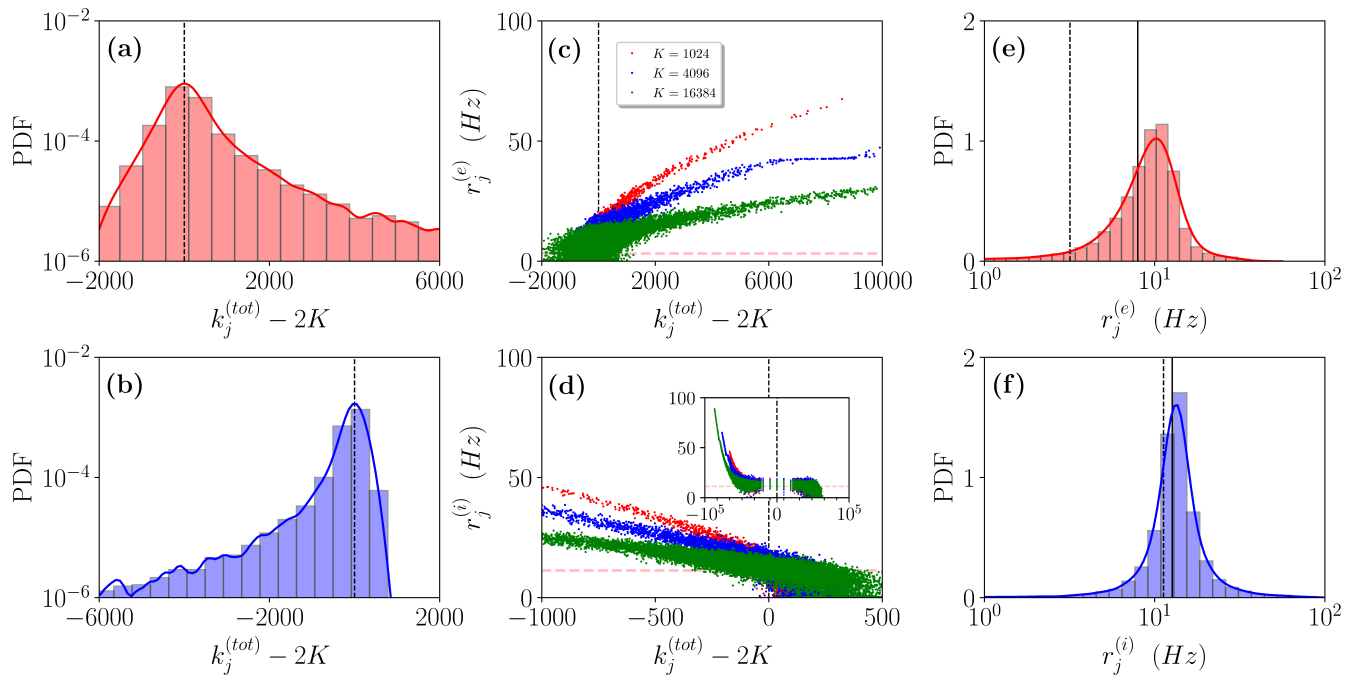 (a)
PDF
10^{-2}
10^{-4}
10^{-6}
−2000
0
2000
6000
k_j^{(tot)} − 2K
(c)
r_j^{(e)} (Hz)
100
50
0
K = 1024
K = 4096
K = 16384
−2000
2000
6000
10000
k_j^{(tot)} − 2K
(e)
PDF
2
1
0
10^0
10^1
10^2
r_j^{(e)} (Hz)
(b)
PDF
10^{-2}
10^{-4}
10^{-6}
−6000
−2000
2000
k_j^{(tot)} − 2K
(d)
r_j^{(i)} (Hz)
100
50
0
100
50
0
−10^5
0
10^5
−1000
−500
0
500
k_j^{(tot)} − 2K
(f)
PDF
2
1
0
10^0
10^1
10^2
r_j^{(i)} (Hz)